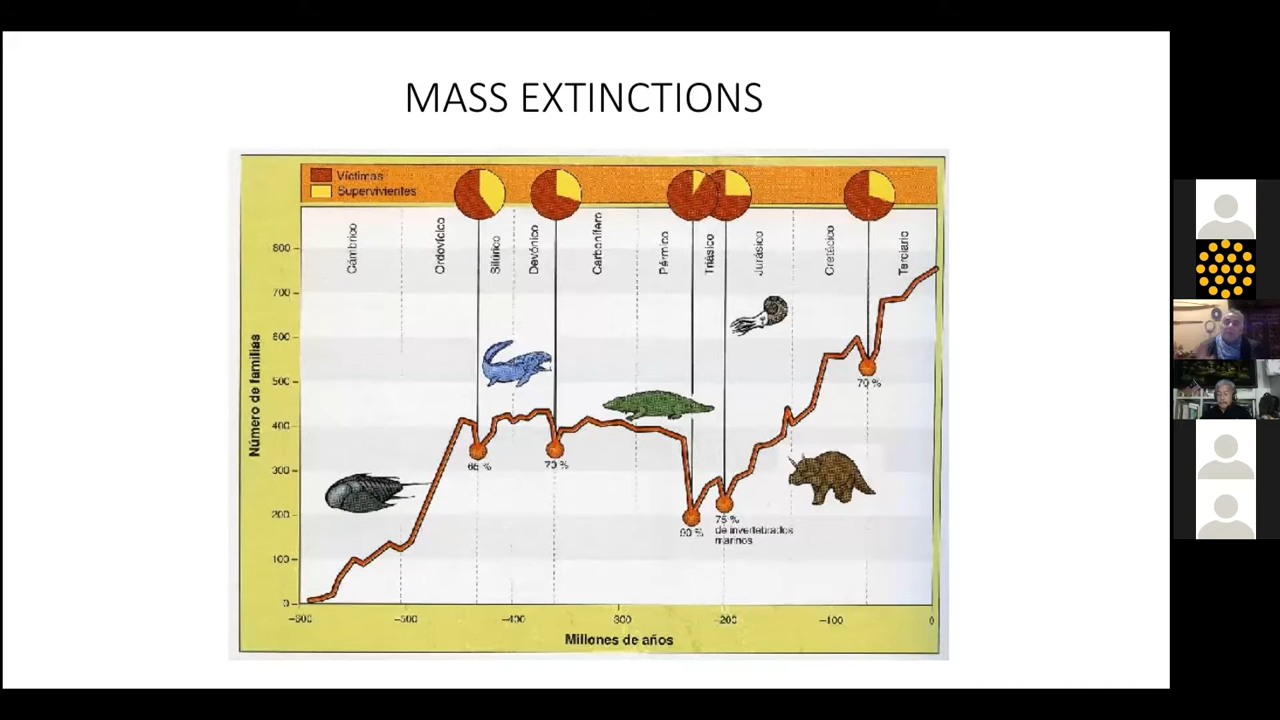 MASS EXTINCTIONS
Víctimas
Supervivientes
Cámbrico
Ordovícico
Silúrico
Devónico
Carbonífero
Pérmico
Triásico
Jurásico
Cretácico
Terciario
Número de familias
800
700
600
500
400
300
200
100
0
65 %
70 %
90 %
75 %
de invertebrados
marinos
70 %
-600
-500
-400
-300
-200
-100
0
Millones de años